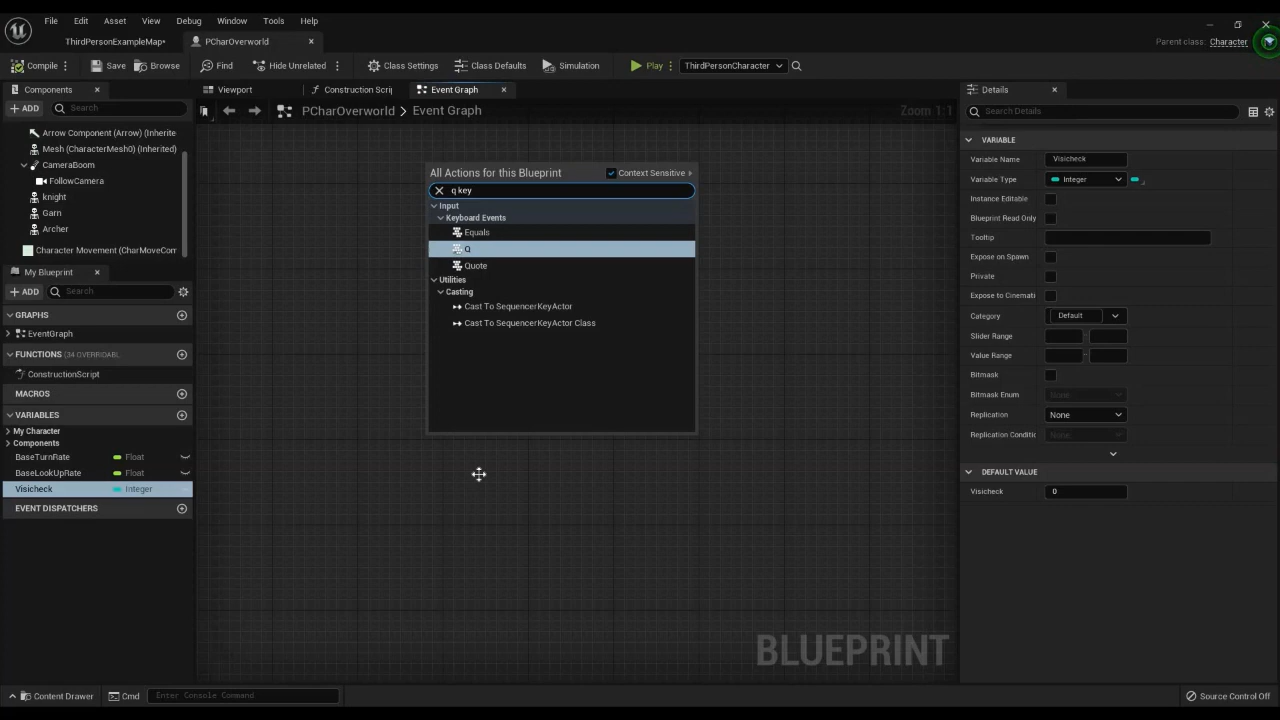 File Edit Asset View Debug Window Tools Help
ThirdPersonExampleMap* PCharOverworld Parent class: Character
Compile Save Browse Find Hide Unrelated Class Settings Class Defaults Simulation Play ThirdPersonCharacter
Components Viewport Construction Scrip Event Graph Details
ADD Search PCharOverworld > Event Graph Zoom 1:1 Search Details
Arrow Component (Arrow) (Inherite
Mesh (CharacterMesh0) (Inherited)
CameraBoom
FollowCamera
knight
Garn
Archer
Character Movement (CharMoveCom
My Blueprint
ADD Search
GRAPHS
EventGraph
FUNCTIONS (34 OVERRIDABL
ConstructionScript
MACROS
VARIABLES
My Character
Components
BaseTurnRate Float
BaseLookUpRate Float
Visicheck Integer
EVENT DISPATCHERS
All Actions for this Blueprint Context Sensitive
q key
Input
Keyboard Events
Equals
Q
Quote
Utilities
Casting
Cast To SequencerKeyActor
Cast To SequencerKeyActor Class
BLUEPRINT
VARIABLE
Variable Name Visicheck
Variable Type Integer
Instance Editable
Blueprint Read Only
Tooltip
Expose on Spawn
Private
Expose to Cinemati
Category Default
Slider Range
Value Range
Bitmask
Bitmask Enum None
Replication None
Replication Conditic None
DEFAULT VALUE
Visicheck 0
Content Drawer Cmd Enter Console Command Source Control Off